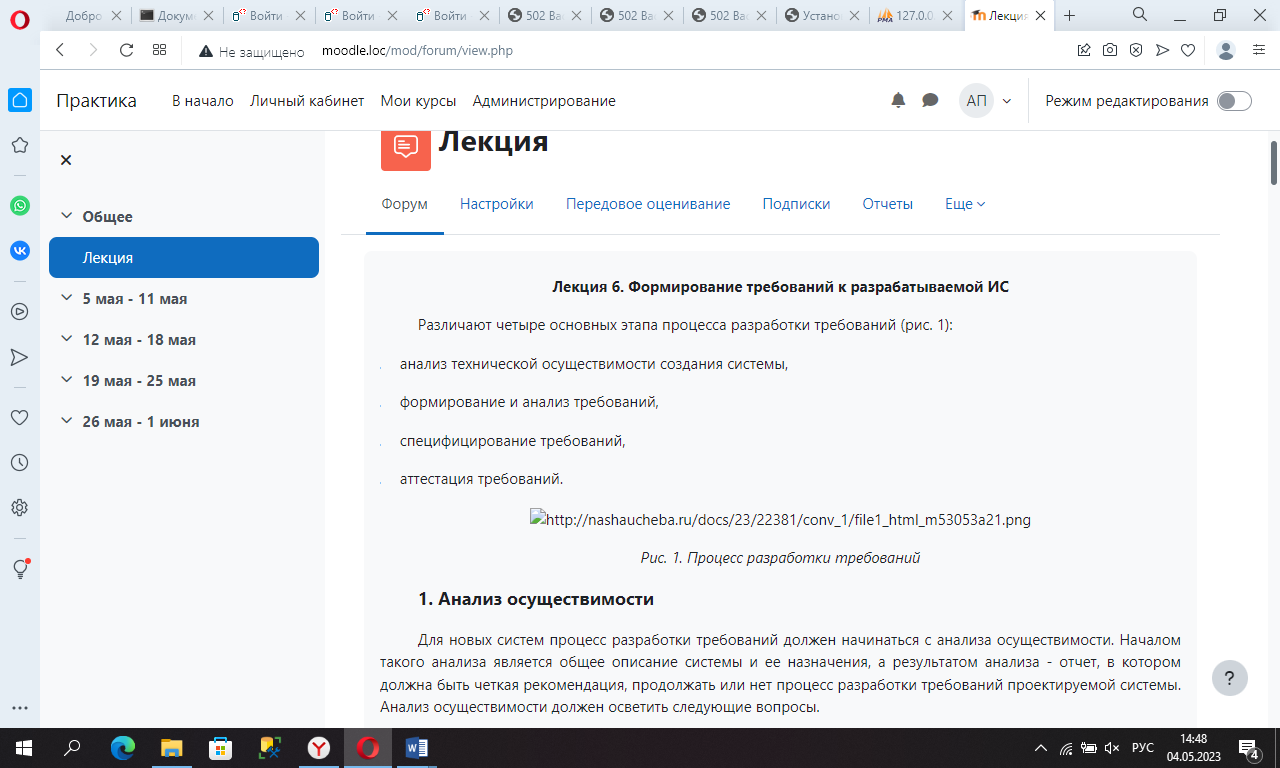 Добро
Докуме
Войти
Войти
Войти
502 Ba
502 Ba
502 Ba
Устано
127.0.0
Лекция
Не защищено moodle.loc/mod/forum/view.php
Практика В начало Личный кабинет Мои курсы Администрирование АП Режим редактирования
Лекция
Форум Настройки Передовое оценивание Подписки Отчеты Еще
Общее
Лекция
5 мая - 11 мая
12 мая - 18 мая
19 мая - 25 мая
26 мая - 1 июня
Лекция 6. Формирование требований к разрабатываемой ИС
Различают четыре основных этапа процесса разработки требований (рис. 1):
анализ технической осуществимости создания системы,
формирование и анализ требований,
специфицирование требований,
аттестация требований.
http://nashaucheba.ru/docs/23/22381/conv_1/file1_html_m53053a21.png
Рис. 1. Процесс разработки требований
1. Анализ осуществимости
Для новых систем процесс разработки требований должен начинаться с анализа осуществимости. Началом
такого анализа является общее описание системы и ее назначения, а результатом анализа - отчет, в котором
должна быть четкая рекомендация, продолжать или нет процесс разработки требований проектируемой системы.
Анализ осуществимости должен осветить следующие вопросы.
?
РУС
14:48
04.05.2023
4